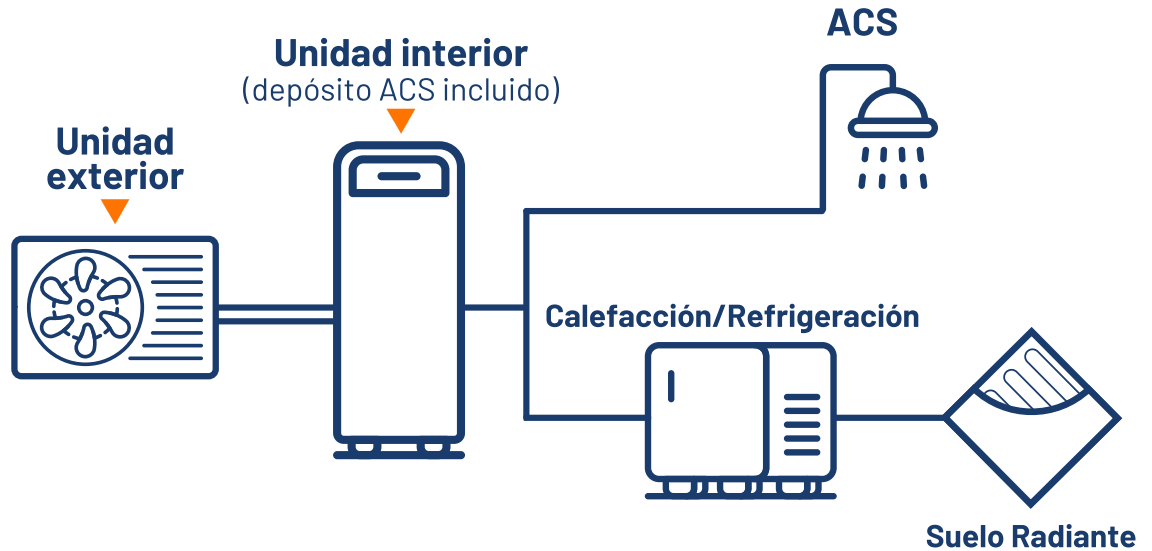 ACS
Unidad interior
(depósito ACS incluido)
Unidad
exterior
Calefacción/Refrigeración
Suelo Radiante